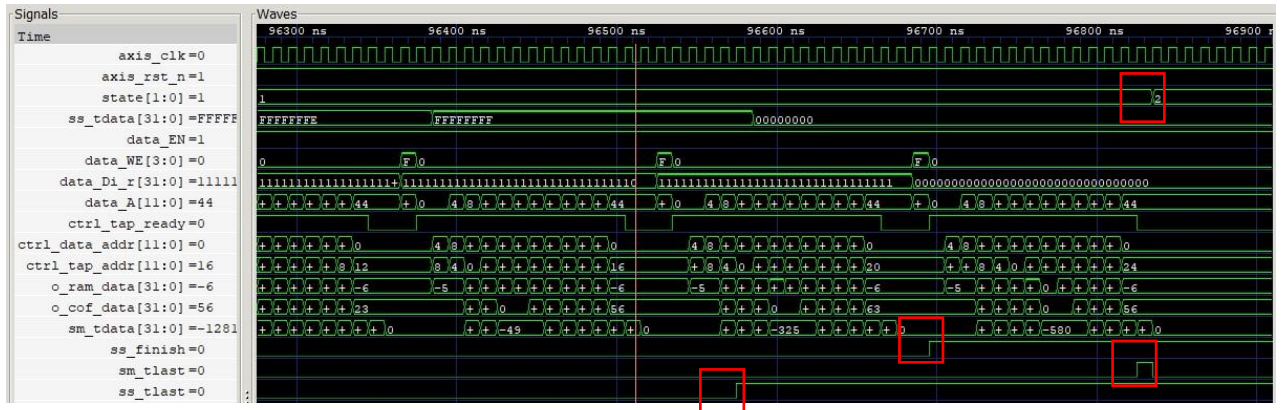 Signals
Waves
Time
96300 ns 96400 ns 96500 ns 96600 ns 96700 ns 96800 ns 96900 n
axis_clk=0
axis_rst_n=1
state[1:0]=1 1 2
ss_tdata[31:0]=FFFFF FFFFFFFE FFFFFFFF 00000000
data_EN=1
data_WE[3:0]=0 0 F 0 F 0 F 0
data_Di_r[31:0]=11111 11111111111111111+ 11111111111111111111111111111110 11111111111111111111111111111111 00000000000000000000000000000000
data_A[11:0]=44 + + + + + 44 + 0 4 8 + + + + + + + 44 + 0 4 8 + + + + + + + 44 + 0 4 8 + + + + + + + 44
ctrl_tap_ready=0
ctrl_data_addr[11:0]=0 + + + + + + 0 4 8 + + + + + + + + 0 4 8 + + + + + + + + 0 4 8 + + + + + + + + 0
ctrl_tap_addr[11:0]=16 + + + + + 8 12 8 4 0 + + + + + + + 16 + 8 4 0 + + + + + + 20 + + 8 4 0 + + + + + 24
o_ram_data[31:0]=-6 + + + + + + -6 -5 + + + + + + + + + -6 -5 + + + + + + + + + -6 -5 + + + + 0 + + + + -6
o_cof_data[31:0]=56 + + + + + 23 + + 0 + + + + + 56 + + 0 + + + + 63 + + + + 0 + + + 56
sm_tdata[31:0]=-1281 + + + + + + + 0 + + -49 + + + + + + 0 + + + -325 + + + + + 0 + + + + -580 + + + + 0
ss_finish=0
sm_tlast=0
ss_tlast=0